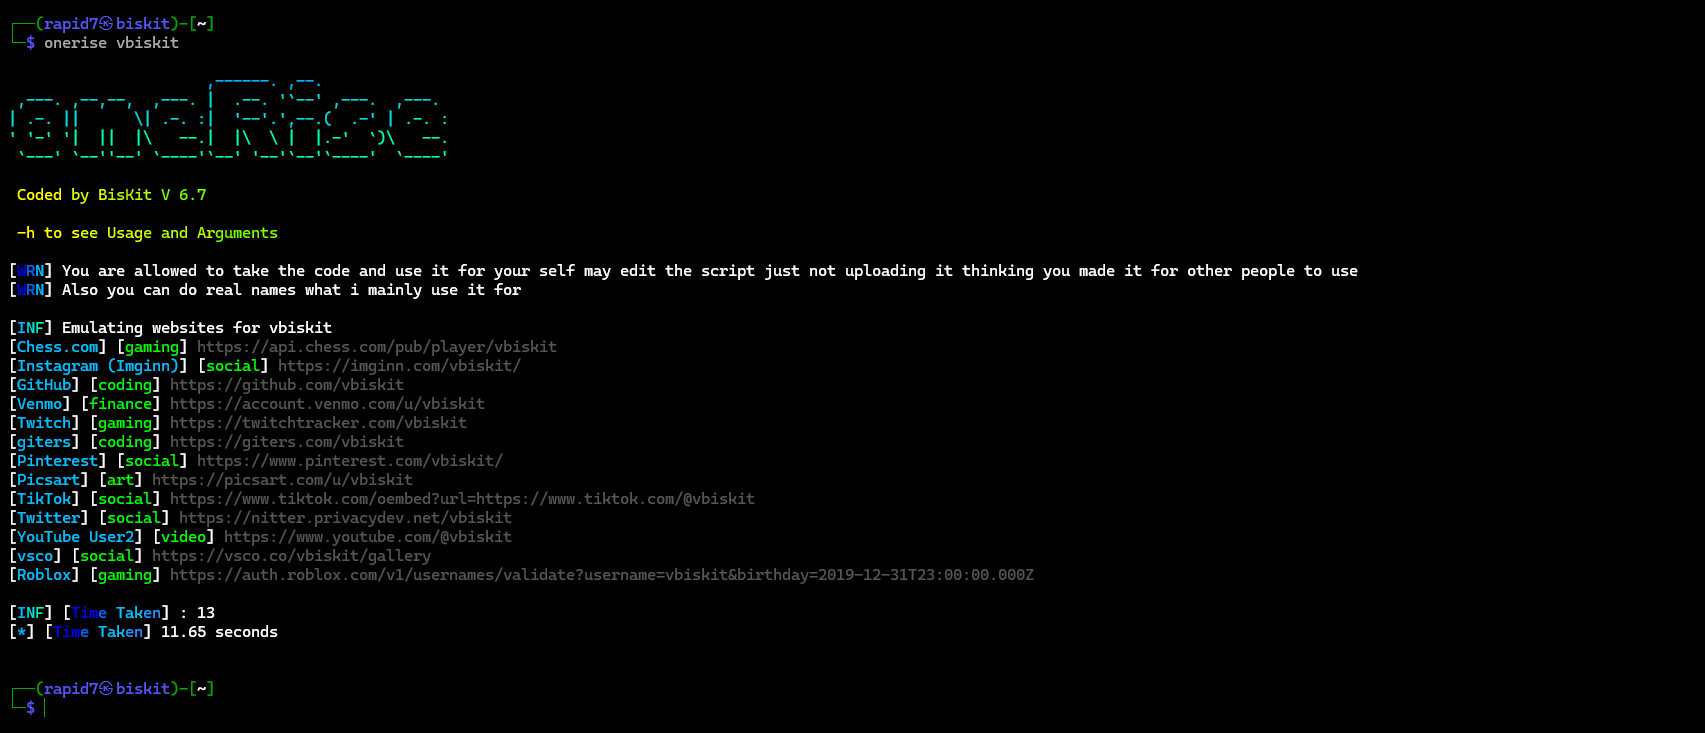 ┌──(rapid7㉿biskit)-[~]
└─$ onerise vbiskit
oneRise
Coded by BisKit V 6.7
-h to see Usage and Arguments
[WRN] You are allowed to take the code and use it for your self may edit the script just not uploading it thinking you made it for other people to use
[WRN] Also you can do real names what i mainly use it for
[INF] Emulating websites for vbiskit
[Chess.com] [gaming] https://api.chess.com/pub/player/vbiskit
[Instagram (Imginn)] [social] https://imginn.com/vbiskit/
[GitHub] [coding] https://github.com/vbiskit
[Venmo] [finance] https://account.venmo.com/u/vbiskit
[Twitch] [gaming] https://twitchtracker.com/vbiskit
[giters] [coding] https://giters.com/vbiskit
[Pinterest] [social] https://www.pinterest.com/vbiskit/
[Picsart] [art] https://picsart.com/u/vbiskit
[TikTok] [social] https://www.tiktok.com/oembed?url=https://www.tiktok.com/@vbiskit
[Twitter] [social] https://nitter.privacydev.net/vbiskit
[YouTube User2] [video] https://www.youtube.com/@vbiskit
[vsco] [social] https://vsco.co/vbiskit/gallery
[Roblox] [gaming] https://auth.roblox.com/v1/usernames/validate?username=vbiskit&birthday=2019-12-31T23:00:00.000Z
[INF] [Time Taken] : 13
[*] [Time Taken] 11.65 seconds
┌──(rapid7㉿biskit)-[~]
└─$